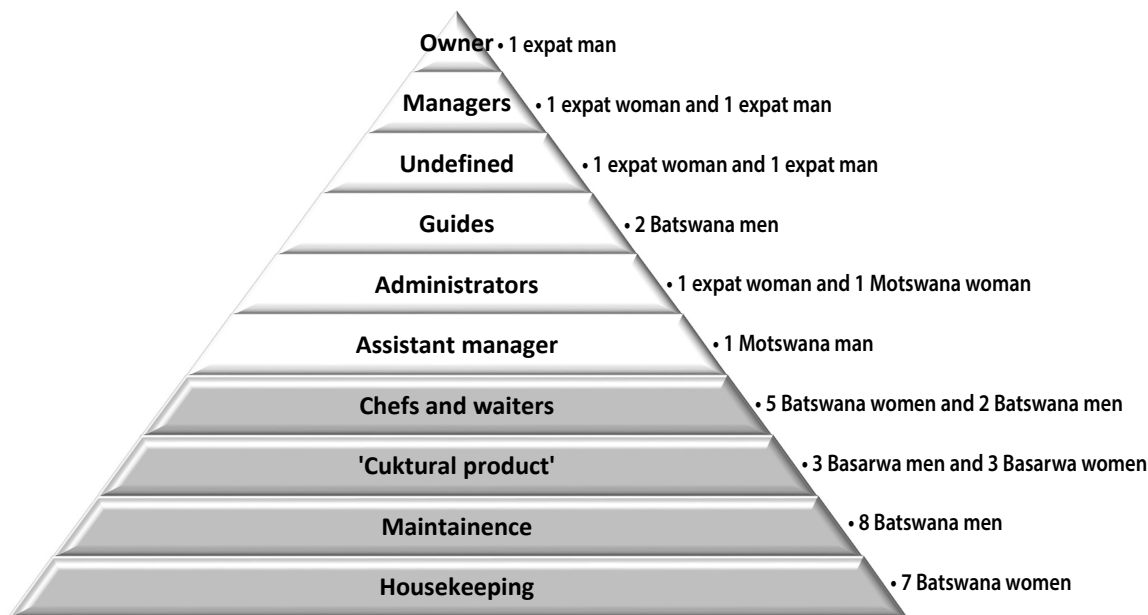 Owner • 1 expat man
Managers • 1 expat woman and 1 expat man
Undefined • 1 expat woman and 1 expat man
Guides • 2 Batswana men
Administrators • 1 expat woman and 1 Motswana woman
Assistant manager • 1 Motswana man
Chefs and waiters • 5 Batswana women and 2 Batswana men
'Cuktural product' • 3 Basarwa men and 3 Basarwa women
Maintainence • 8 Batswana men
Housekeeping • 7 Batswana women